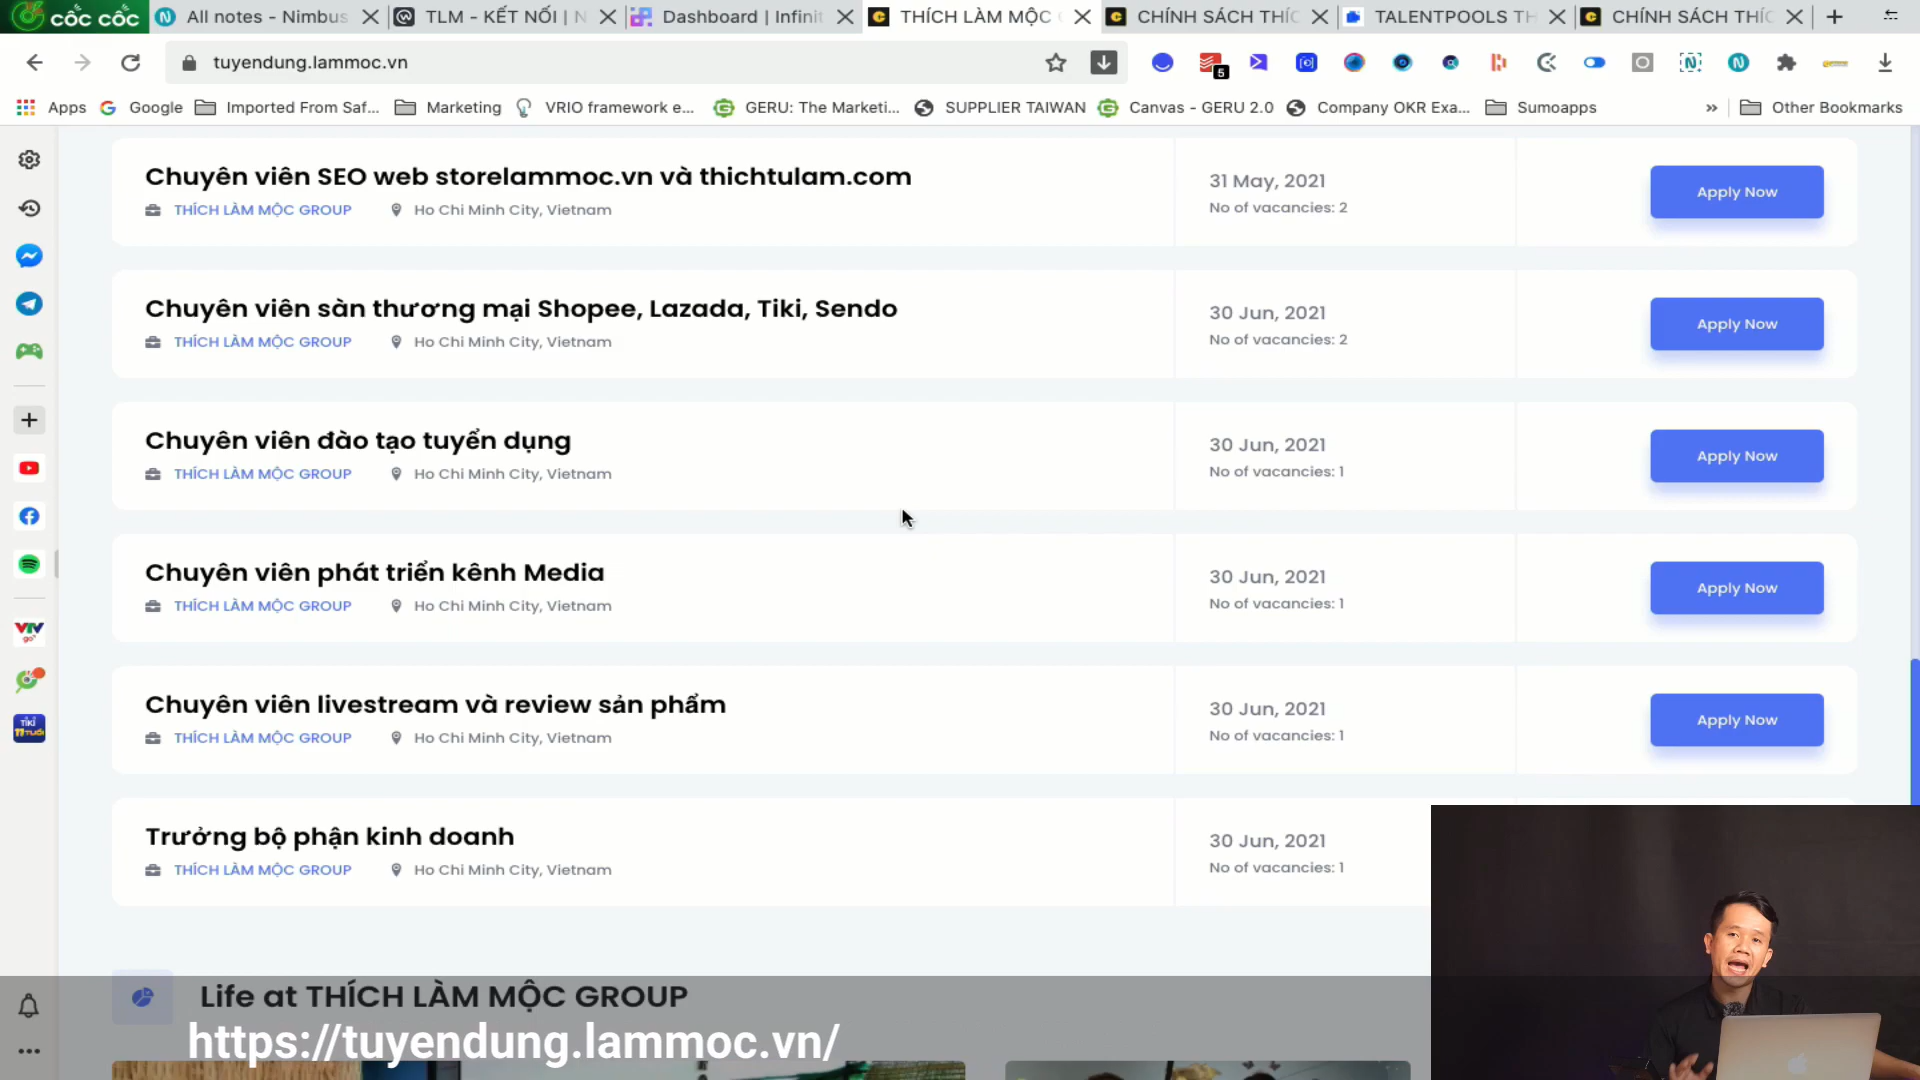 cốc cốc
All notes - Nimbus
TLM - KẾT NỐI | N
Dashboard | Infinit
THÍCH LÀM MỘC
CHÍNH SÁCH THÍC
TALENTPOOLS TH
CHÍNH SÁCH THÍC
tuyendung.lammoc.vn
5
Apps
Google
Imported From Saf...
Marketing
VRIO framework e...
GERU: The Marketi...
SUPPLIER TAIWAN
Canvas - GERU 2.0
Company OKR Exa...
Sumoapps
Other Bookmarks
Chuyên viên SEO web storelammoc.vn và thichtulam.com
THÍCH LÀM MỘC GROUP
Ho Chi Minh City, Vietnam
31 May, 2021
No of vacancies: 2
Apply Now
Chuyên viên sàn thương mại Shopee, Lazada, Tiki, Sendo
THÍCH LÀM MỘC GROUP
Ho Chi Minh City, Vietnam
30 Jun, 2021
No of vacancies: 2
Apply Now
Chuyên viên đào tạo tuyển dụng
THÍCH LÀM MỘC GROUP
Ho Chi Minh City, Vietnam
30 Jun, 2021
No of vacancies: 1
Apply Now
Chuyên viên phát triển kênh Media
THÍCH LÀM MỘC GROUP
Ho Chi Minh City, Vietnam
30 Jun, 2021
No of vacancies: 1
Apply Now
Chuyên viên livestream và review sản phẩm
THÍCH LÀM MỘC GROUP
Ho Chi Minh City, Vietnam
30 Jun, 2021
No of vacancies: 1
Apply Now
Trưởng bộ phận kinh doanh
THÍCH LÀM MỘC GROUP
Ho Chi Minh City, Vietnam
30 Jun, 2021
No of vacancies: 1
VTV
go
TIKI
11 TUỔI
Life at THÍCH LÀM MỘC GROUP
https://tuyendung.lammoc.vn/